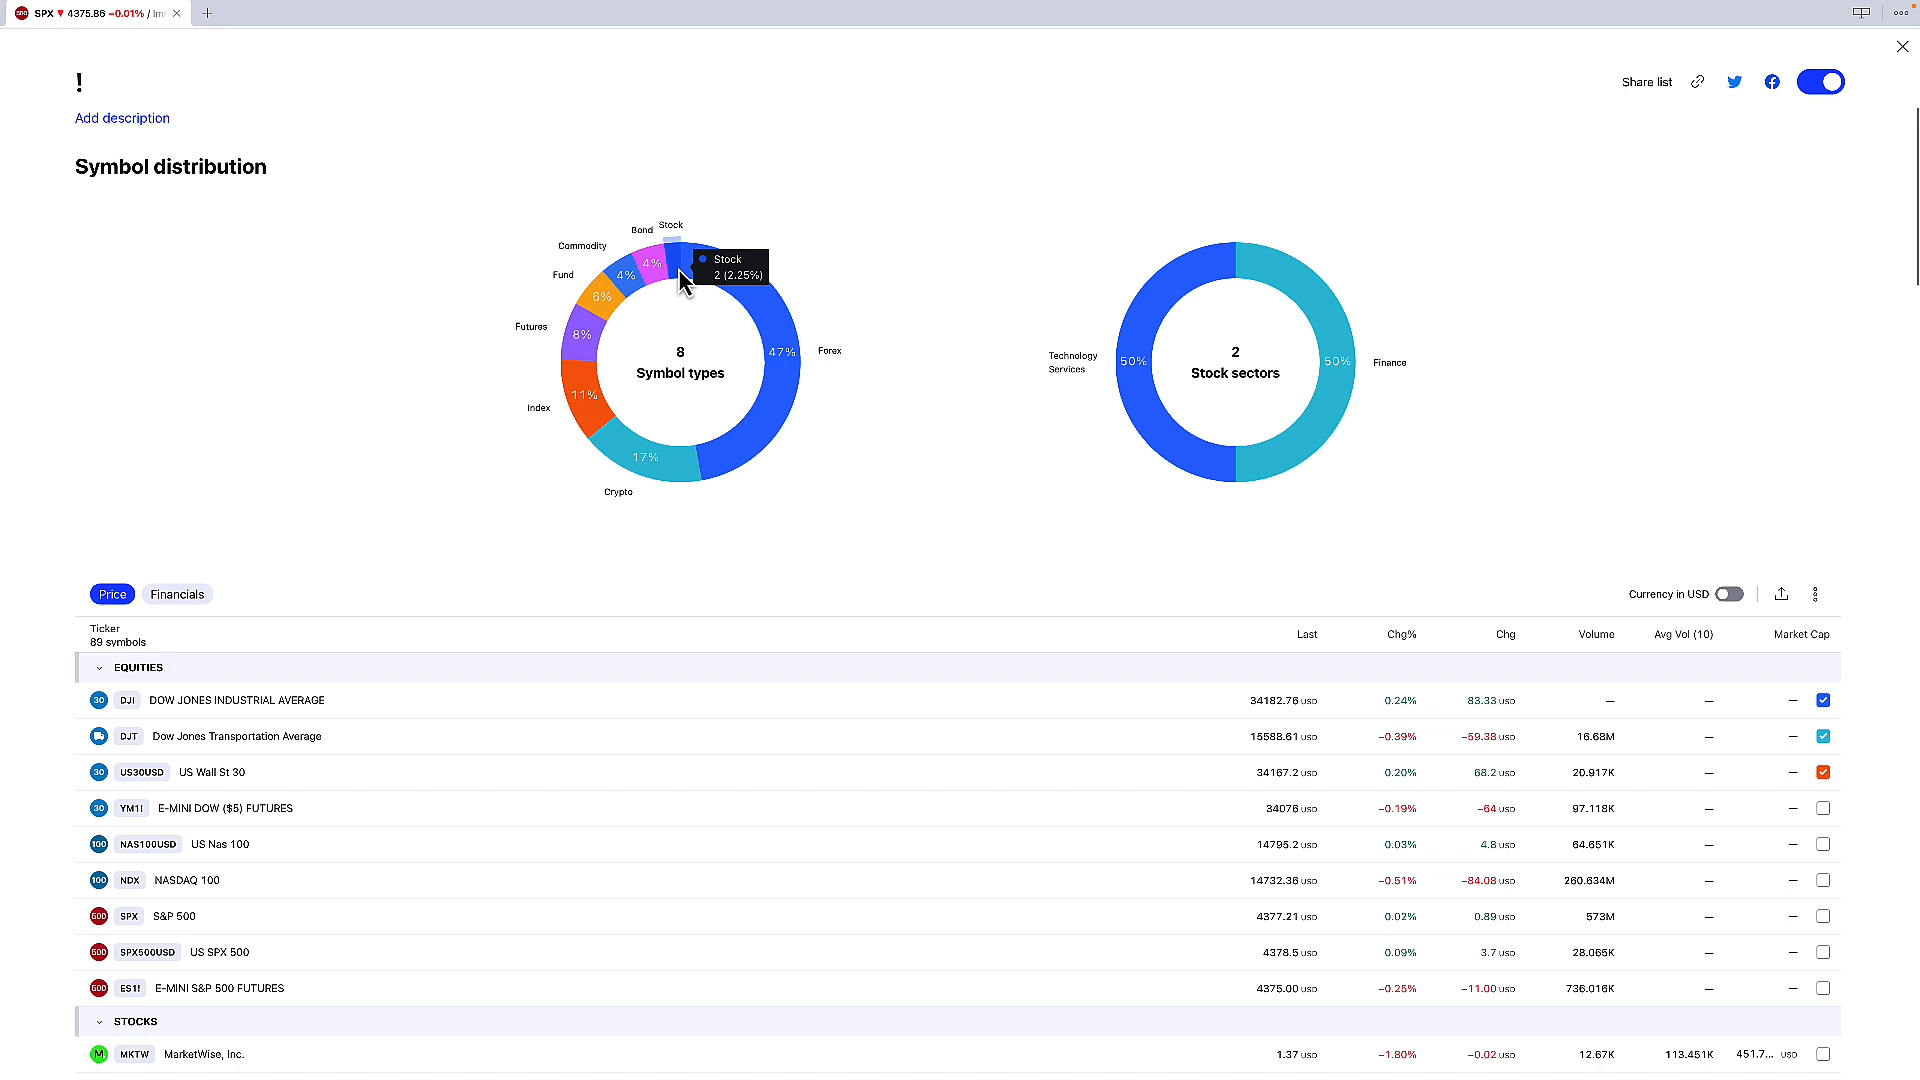 500 SPX ▼ 4375.86 −0.01% / Im
!
Share list
Add description
Symbol distribution
Bond
Stock
Commodity
Fund
Futures
Index
Crypto
Forex
4%
4%
6%
8%
11%
17%
47%
Stock
2 (2.25%)
8
Symbol types
Technology
Services
50%
2
Stock sectors
50%
Finance
Price
Financials
Currency in USD
Ticker
89 symbols
Last Chg% Chg Volume Avg Vol (10) Market Cap
EQUITIES
30 DJI DOW JONES INDUSTRIAL AVERAGE 34182.76 USD 0.24% 83.33 USD — — —
DJT Dow Jones Transportation Average 15588.61 USD −0.39% −59.38 USD 16.68M — —
30 US30USD US Wall St 30 34167.2 USD 0.20% 68.2 USD 20.917K — —
30 YM1! E-MINI DOW ($5) FUTURES 34076 USD −0.19% −64 USD 97.118K — —
100 NAS100USD US Nas 100 14795.2 USD 0.03% 4.8 USD 64.651K — —
100 NDX NASDAQ 100 14732.36 USD −0.51% −84.08 USD 260.634M — —
500 SPX S&P 500 4377.21 USD 0.02% 0.89 USD 573M — —
500 SPX500USD US SPX 500 4378.5 USD 0.09% 3.7 USD 28.065K — —
500 ES1! E-MINI S&P 500 FUTURES 4375.00 USD −0.25% −11.00 USD 736.016K — —
STOCKS
M MKTW MarketWise, Inc. 1.37 USD −1.80% −0.02 USD 12.67K 113.451K 451.7... USD